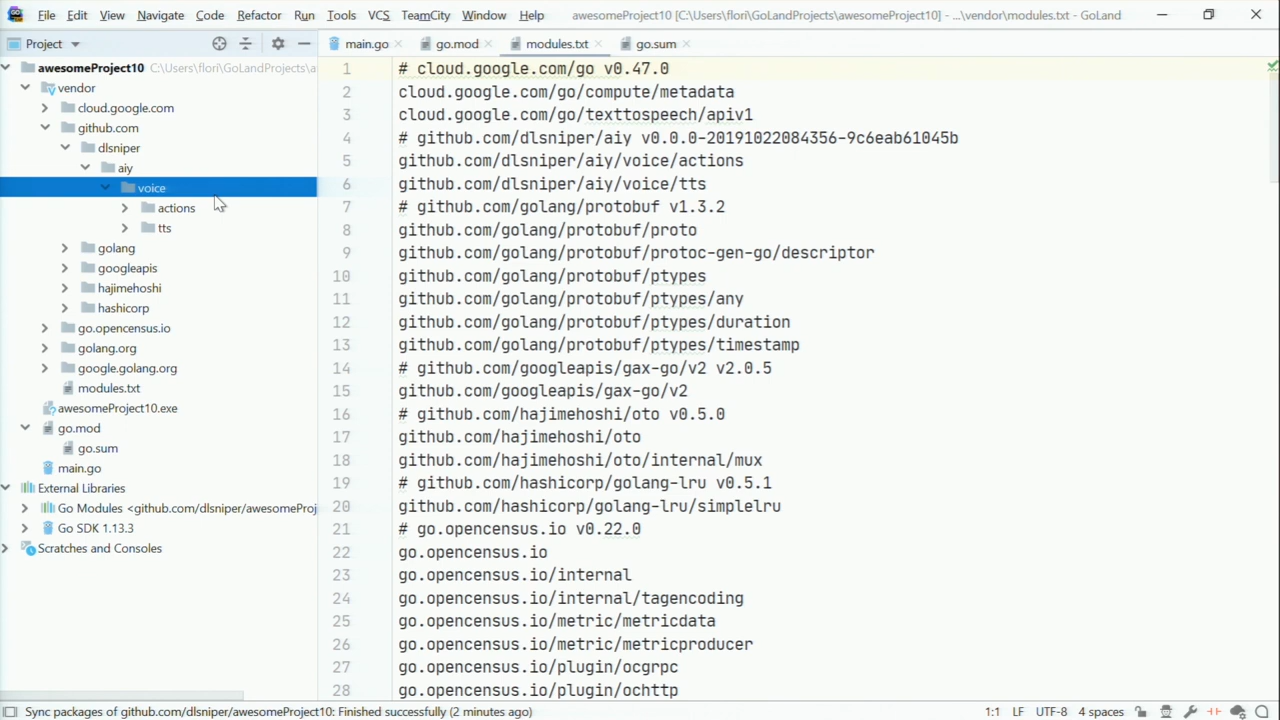 File Edit View Navigate Code Refactor Run Tools VCS TeamCity Window Help awesomeProject10 [C:\Users\flori\GoLandProjects\awesomeProject10] - ...\vendor\modules.txt - GoLand
Project
main.go go.mod modules.txt go.sum
awesomeProject10 C:\Users\flori\GoLandProjects\a
vendor
cloud.google.com
github.com
dlsniper
aiy
voice
actions
tts
golang
googleapis
hajimehoshi
hashicorp
go.opencensus.io
golang.org
google.golang.org
modules.txt
awesomeProject10.exe
go.mod
go.sum
main.go
External Libraries
Go Modules <github.com/dlsniper/awesomeProj
Go SDK 1.13.3
Scratches and Consoles
1 # cloud.google.com/go v0.47.0
2 cloud.google.com/go/compute/metadata
3 cloud.google.com/go/texttospeech/apiv1
4 # github.com/dlsniper/aiy v0.0.0-20191022084356-9c6eab61045b
5 github.com/dlsniper/aiy/voice/actions
6 github.com/dlsniper/aiy/voice/tts
7 # github.com/golang/protobuf v1.3.2
8 github.com/golang/protobuf/proto
9 github.com/golang/protobuf/protoc-gen-go/descriptor
10 github.com/golang/protobuf/ptypes
11 github.com/golang/protobuf/ptypes/any
12 github.com/golang/protobuf/ptypes/duration
13 github.com/golang/protobuf/ptypes/timestamp
14 # github.com/googleapis/gax-go/v2 v2.0.5
15 github.com/googleapis/gax-go/v2
16 # github.com/hajimehoshi/oto v0.5.0
17 github.com/hajimehoshi/oto
18 github.com/hajimehoshi/oto/internal/mux
19 # github.com/hashicorp/golang-lru v0.5.1
20 github.com/hashicorp/golang-lru/simplelru
21 # go.opencensus.io v0.22.0
22 go.opencensus.io
23 go.opencensus.io/internal
24 go.opencensus.io/internal/tagencoding
25 go.opencensus.io/metric/metricdata
26 go.opencensus.io/metric/metricproducer
27 go.opencensus.io/plugin/ocgrpc
28 go.opencensus.io/plugin/ochttp
Sync packages of github.com/dlsniper/awesomeProject10: Finished successfully (2 minutes ago) 1:1 LF UTF-8 4 spaces